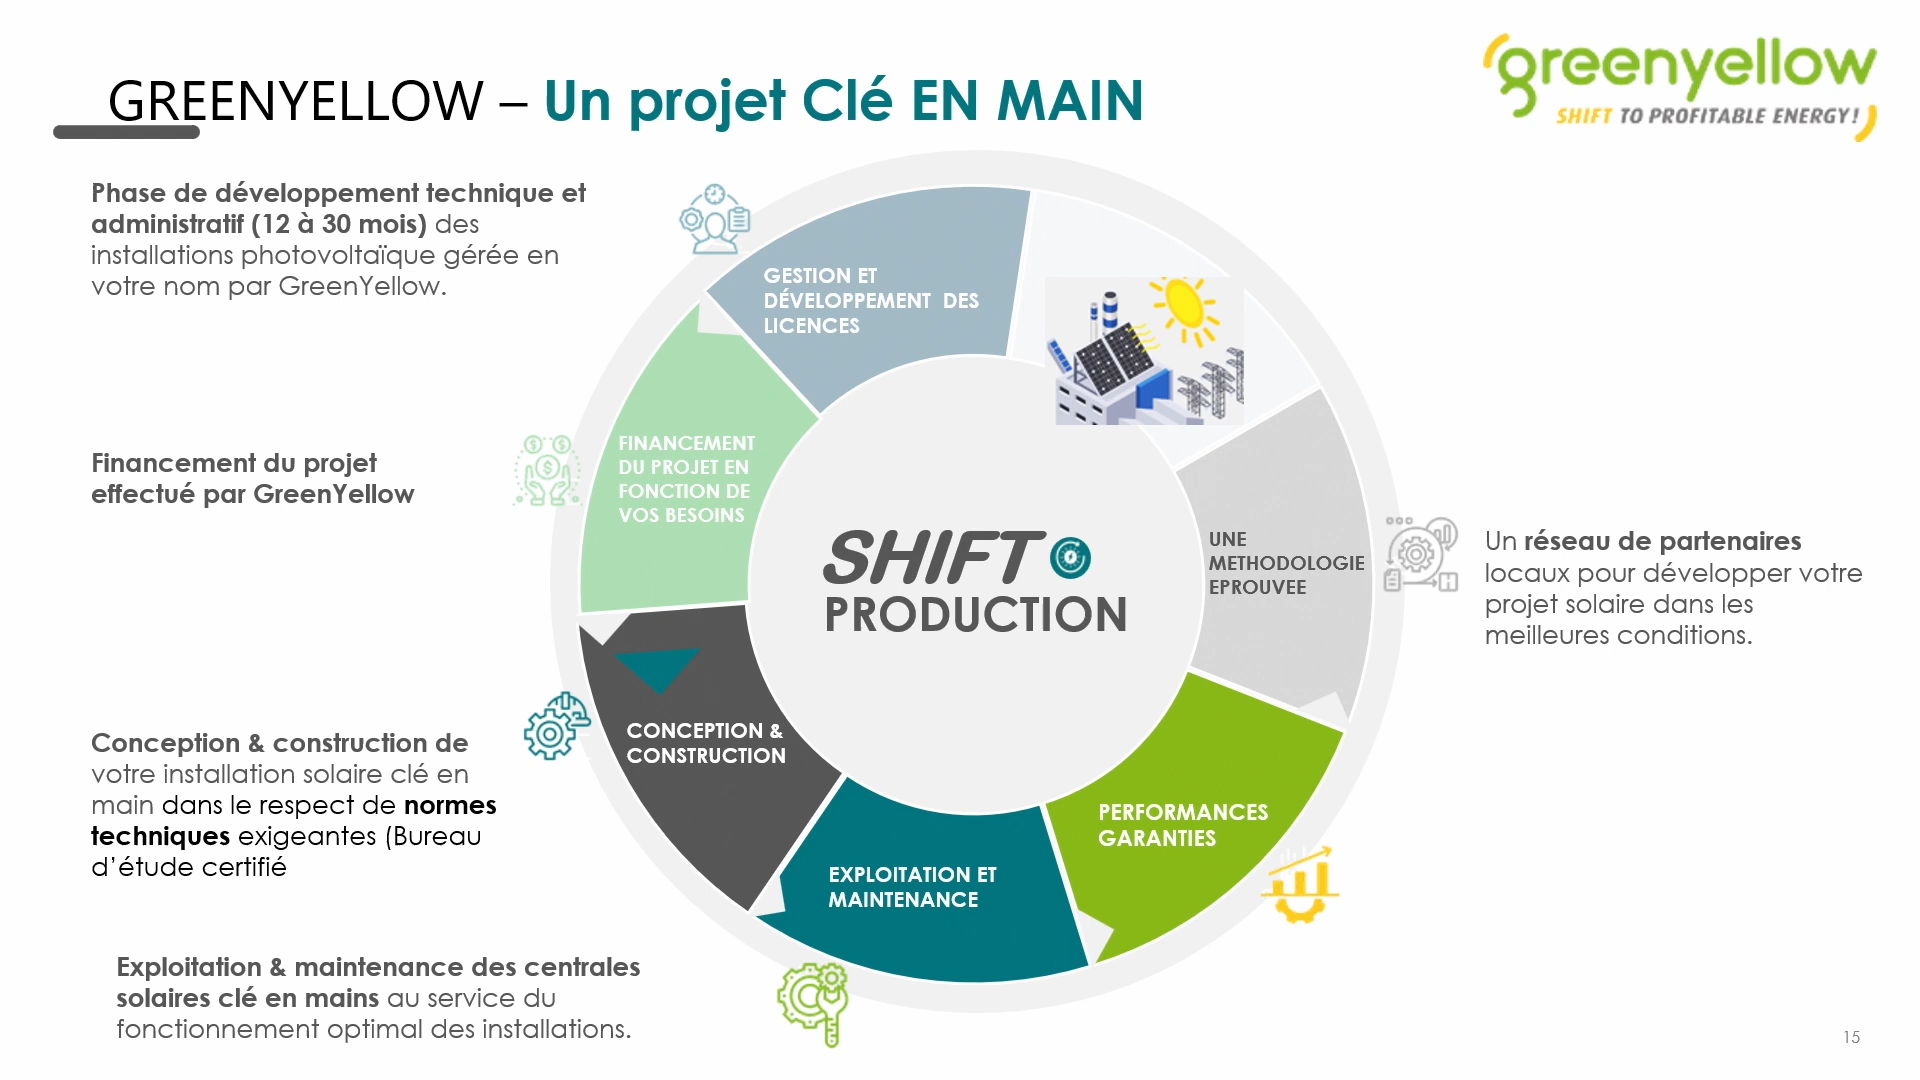 GREENYELLOW – Un projet Clé EN MAIN
greenyellow
SHIFT TO PROFITABLE ENERGY !
Phase de développement technique et
administratif (12 à 30 mois) des
installations photovoltaïque gérée en
votre nom par GreenYellow.
GESTION ET
DÉVELOPPEMENT DES
LICENCES
Financement du projet
effectué par GreenYellow
FINANCEMENT
DU PROJET EN
FONCTION DE
VOS BESOINS
SHIFT
PRODUCTION
UNE
METHODOLOGIE
EPROUVEE
Un réseau de partenaires
locaux pour développer votre
projet solaire dans les
meilleures conditions.
Conception & construction de
votre installation solaire clé en
main dans le respect de normes
techniques exigeantes (Bureau
d’étude certifié
CONCEPTION &
CONSTRUCTION
PERFORMANCES
GARANTIES
EXPLOITATION ET
MAINTENANCE
Exploitation & maintenance des centrales
solaires clé en mains au service du
fonctionnement optimal des installations.
15